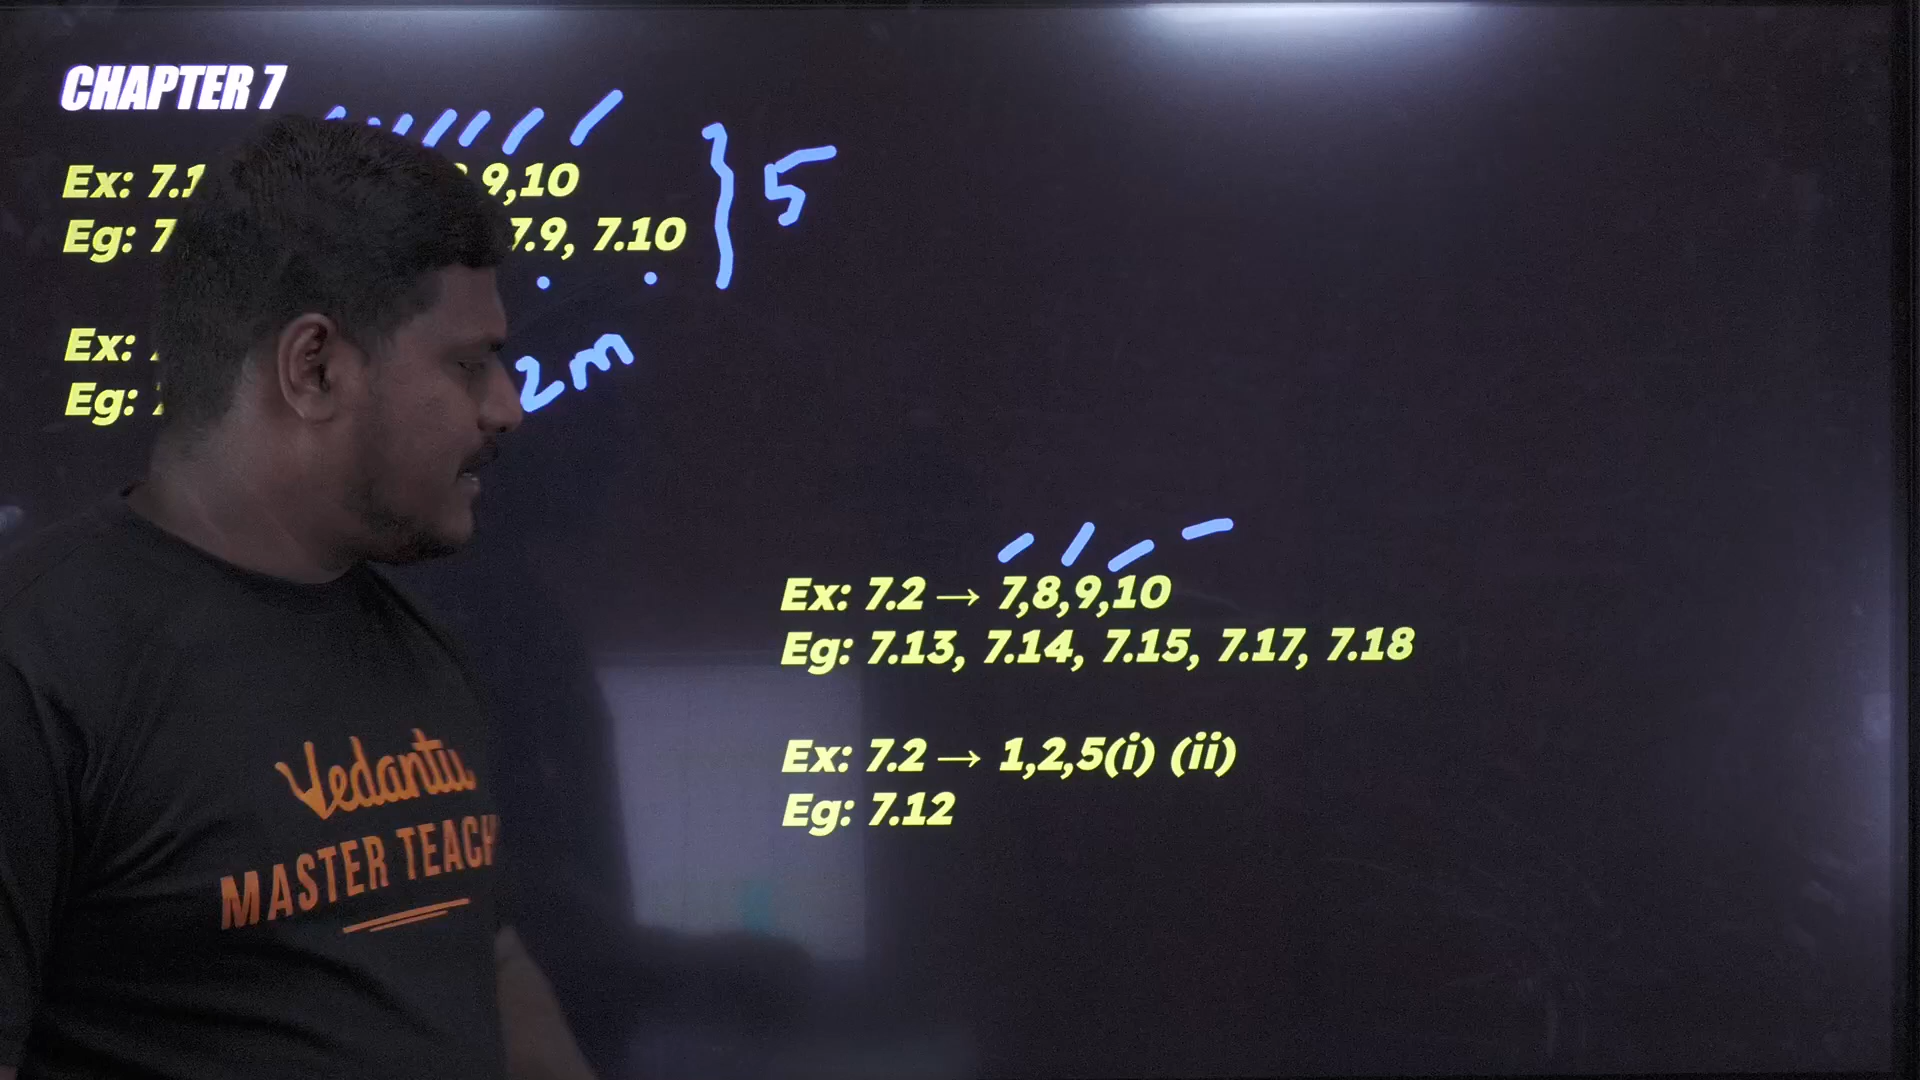 CHAPTER 7
Ex: 7.1 9,10
Eg: 7.9, 7.10
5
Ex:
Eg:
2m
Ex: 7.2 → 7,8,9,10
Eg: 7.13, 7.14, 7.15, 7.17, 7.18
Ex: 7.2 → 1,2,5(i) (ii)
Eg: 7.12
Vedantu
MASTER TEACH